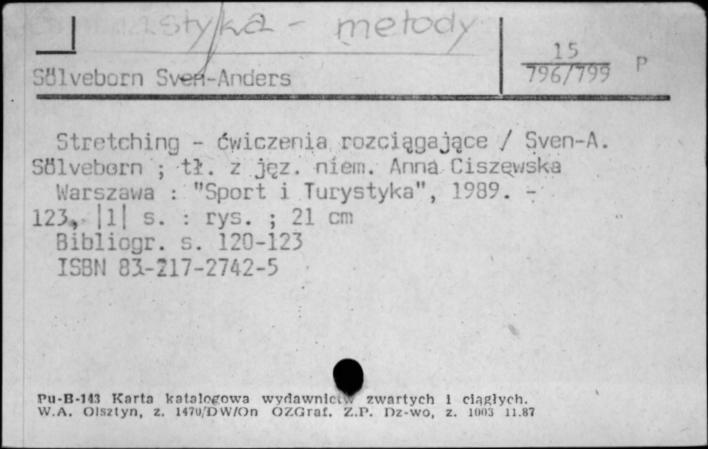 Gimnastyka - metody
15
796/799 P
Sölveborn Sven-Anders
Stretching - ćwiczenia rozciągające / Sven-A.
Sölveborn ; tł. z jęz. niem. Anna Ciszewska
Warszawa : "Sport i Turystyka", 1989. -
123, |1| s. : rys. ; 21 cm
Bibliogr. s. 120-123
ISBN 83-217-2742-5
Pu-B-143 Karta katalogowa wydawnictw zwartych i ciągłych.
W.A. Olsztyn, z. 1470/DW/On OZGraf. Z.P. Dz-wo, z. 1003 11.87